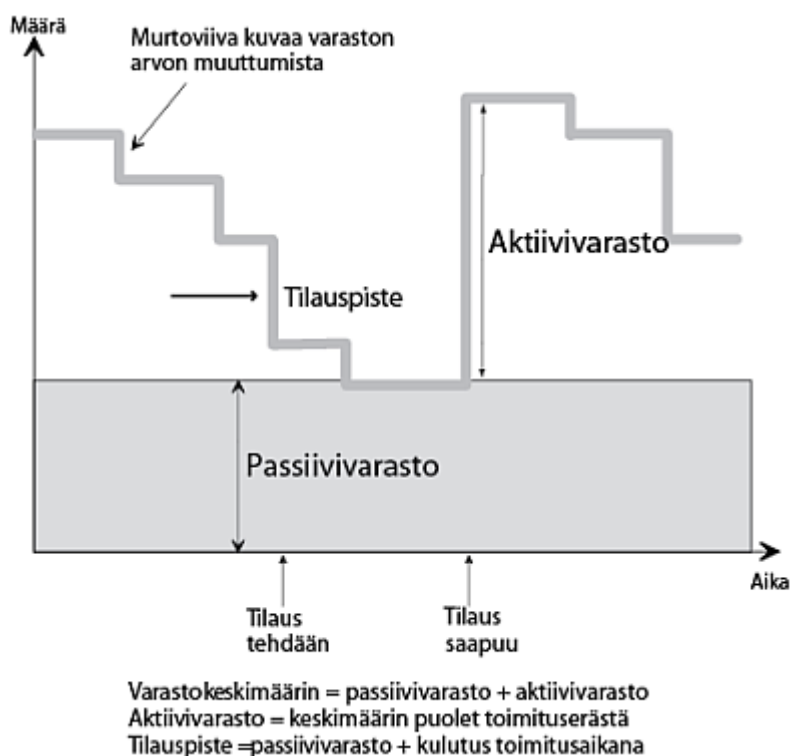 Määrä
Murtoviiva kuvaa varaston
arvon muuttumista
Aktiivivarasto
Tilauspiste
Passiivivarasto
Aika
Tilaus
tehdään
Tilaus
saapuu
Varastokeskimäärin = passiivivarasto + aktiivivarasto
Aktiivivarasto = keskimäärin puolet toimituserästä
Tilauspiste =passiivivarasto + kulutus toimitusaikana